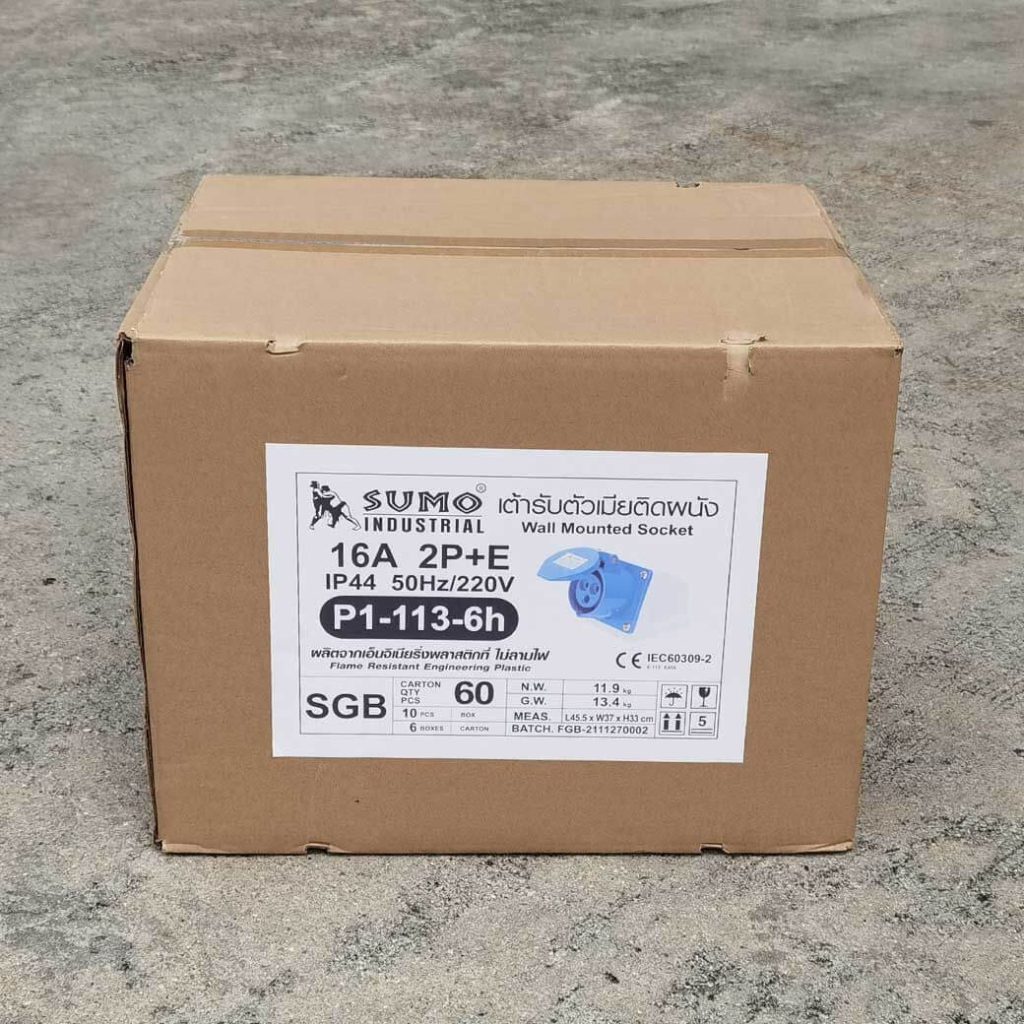 SUMO®
INDUSTRIAL
เต้ารับตัวเมียติดผนัง
Wall Mounted Socket
16A 2P+E
IP44 50Hz/220V
P1-113-6h
ผลิตจากเอ็นจิเนียริ่งพลาสติกที่ ไม่ลามไฟ
Flame Resistant Engineering Plastic
CE IEC60309-2
SGB
CARTON QTY PCS 60
10 PCS BOX
6 BOXES CARTON
N.W. 11.9 kg
G.W. 13.4 kg
MEAS. L45.5 x W37 x H33 cm
BATCH. FGB-2111270002
5